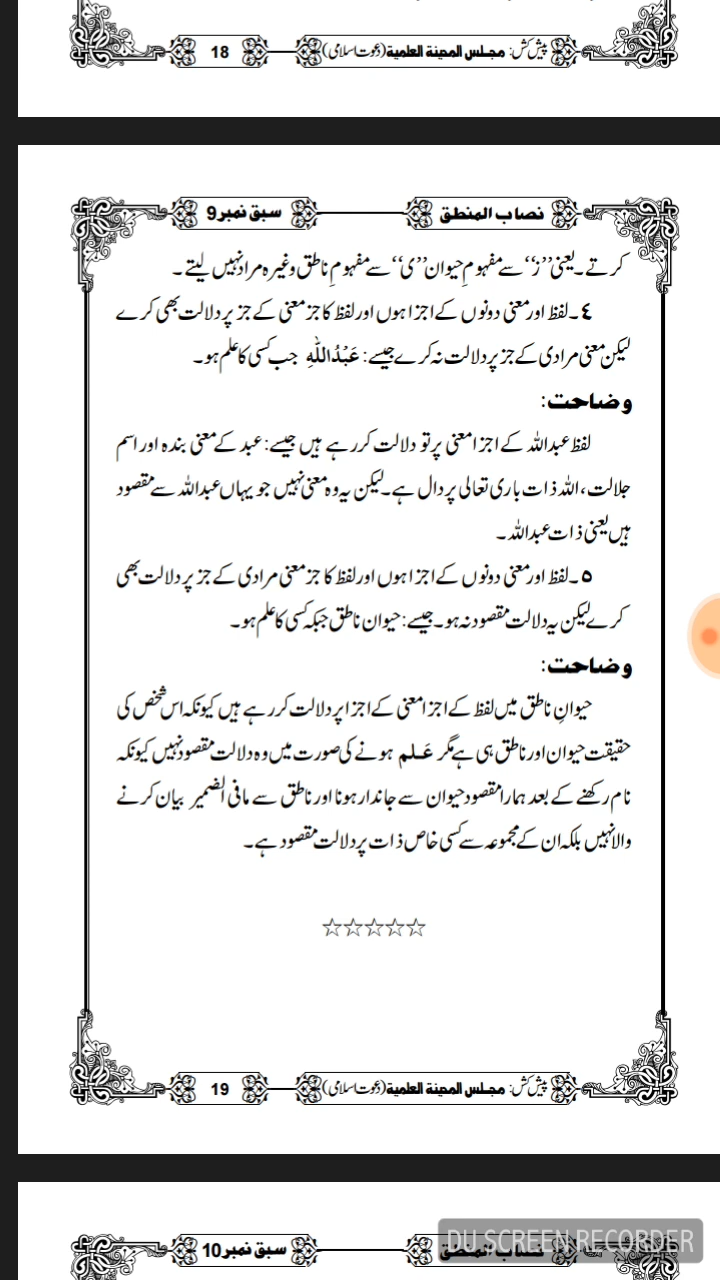 پیش کش: مجلس المدینة العلمیة (دعوت اسلامی) 18
نصاب المنطق سبق نمبر 9
کرتے۔ یعنی ”ز“ سے مفہومِ حیوان ”ی“ سے مفہومِ ناطق وغیرہ مراد نہیں لیتے۔
٤۔ لفظ اور معنی دونوں کے اجزا ہوں اور لفظ کا جز معنی کے جز پر دلالت بھی کرے
لیکن معنی مرادی کے جز پر دلالت نہ کرے جیسے: عَبْدُاللّٰهِ جب کسی کا علم ہو۔
وضاحت:
لفظ عبداللہ کے اجزا معنی پر تو دلالت کر رہے ہیں جیسے: عبد کے معنی بندہ اور اسم
جلالت، اللہ ذات باری تعالی پر دال ہے۔ لیکن یہ وہ معنی نہیں جو یہاں عبداللہ سے مقصود
ہیں یعنی ذات عبداللہ۔
٥۔ لفظ اور معنی دونوں کے اجزا ہوں اور لفظ کا جز معنی مرادی کے جز پر دلالت بھی
کرے لیکن یہ دلالت مقصود نہ ہو۔ جیسے: حیوان ناطق جبکہ کسی کا علم ہو۔
وضاحت:
حیوانِ ناطق میں لفظ کے اجزا معنی کے اجزا پر دلالت کر رہے ہیں کیونکہ اس شخص کی
حقیقت حیوان اور ناطق ہی ہے مگر عَلم ہونے کی صورت میں وہ دلالت مقصود نہیں کیونکہ
نام رکھنے کے بعد ہمارا مقصود حیوان سے جاندار ہونا اور ناطق سے مافی الضمیر بیان کرنے
والا نہیں بلکہ ان کے مجموعہ سے کسی خاص ذات پر دلالت مقصود ہے۔
☆☆☆☆☆
پیش کش: مجلس المدینة العلمیة (دعوت اسلامی) 19
نصاب المنطق سبق نمبر 10
DU SCREEN RECORDER